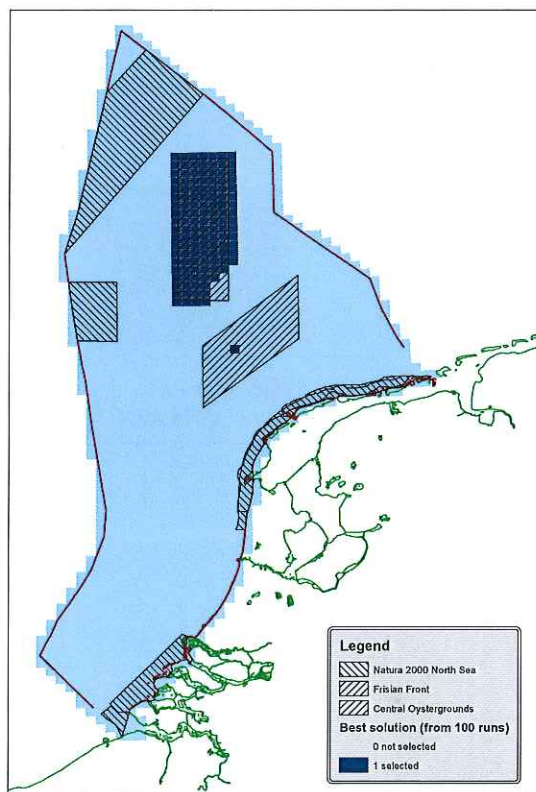 Legend
Natura 2000 North Sea
Frisian Front
Central Oystergrounds
Best solution (from 100 runs)
0 not selected
1 selected